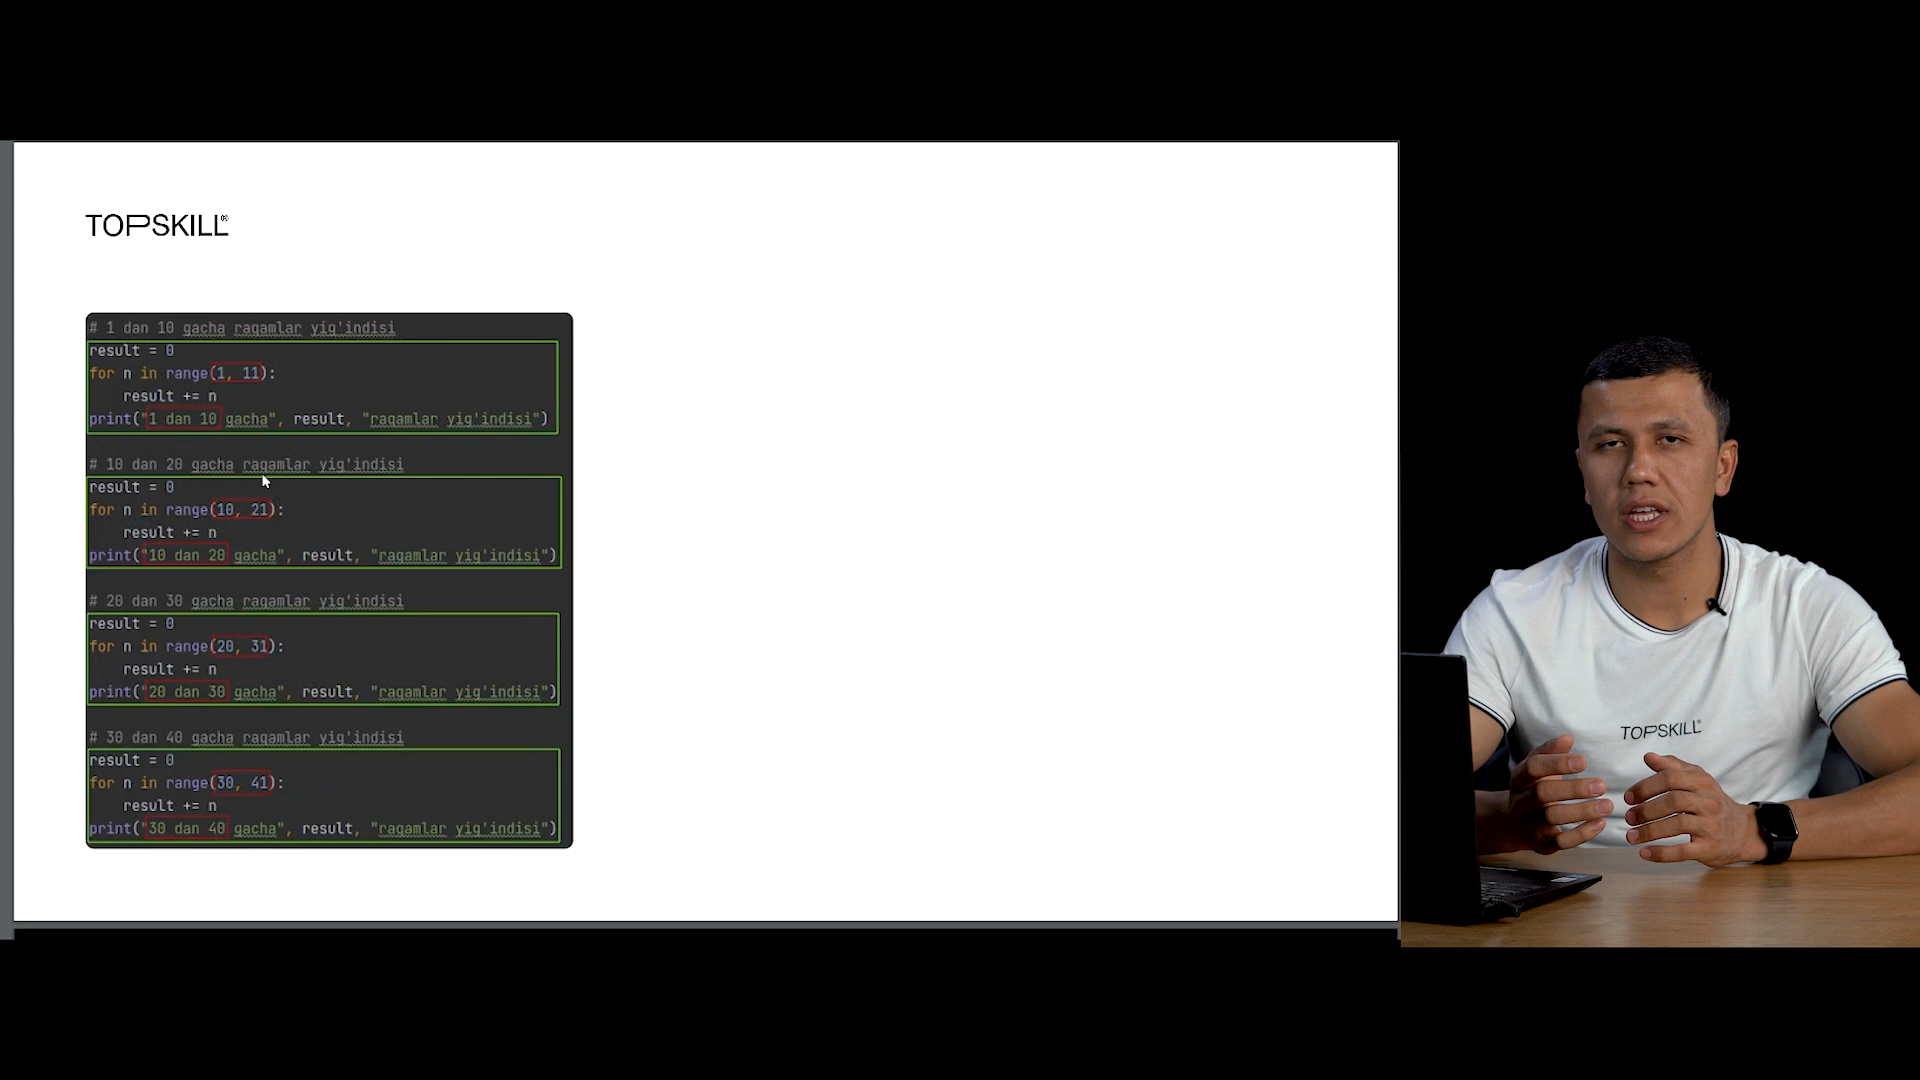 TOPSKILL®
# 1 dan 10 gacha raqamlar yig'indisi
result = 0
for n in range(1, 11):
    result += n
print("1 dan 10 gacha", result, "raqamlar yig'indisi")
# 10 dan 20 gacha raqamlar yig'indisi
result = 0
for n in range(10, 21):
    result += n
print("10 dan 20 gacha", result, "raqamlar yig'indisi")
# 20 dan 30 gacha raqamlar yig'indisi
result = 0
for n in range(20, 31):
    result += n
print("20 dan 30 gacha", result, "raqamlar yig'indisi")
# 30 dan 40 gacha raqamlar yig'indisi
result = 0
for n in range(30, 41):
    result += n
print("30 dan 40 gacha", result, "raqamlar yig'indisi")
TOPSKILL®